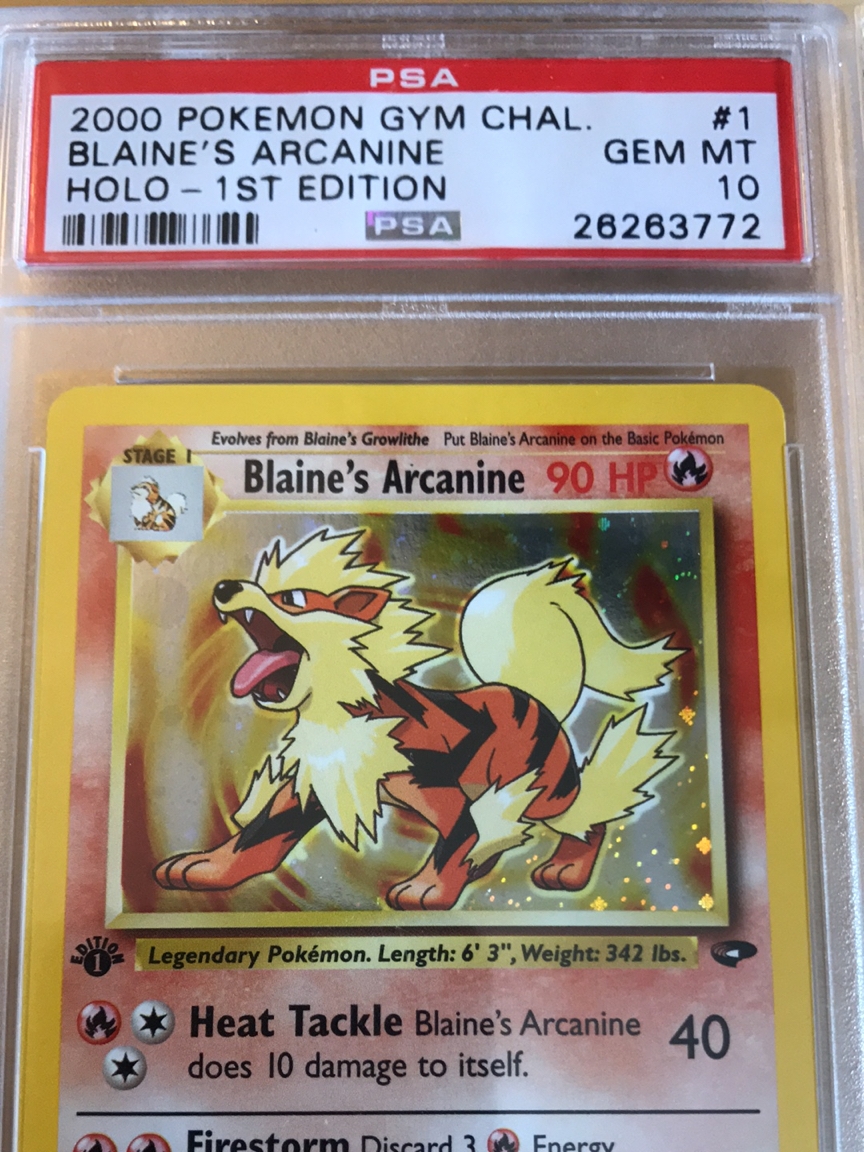 PSA
2000 POKEMON GYM CHAL. #1
BLAINE'S ARCANINE GEM MT
HOLO – 1ST EDITION 10
PSA 26263772
Evolves from Blaine's Growlithe Put Blaine's Arcanine on the Basic Pokémon
STAGE 1
Blaine's Arcanine 90 HP
EDITION
1
Legendary Pokémon. Length: 6' 3", Weight: 342 lbs.
Heat Tackle Blaine's Arcanine 40
does 10 damage to itself.
Firestorm Discard 3 Energy